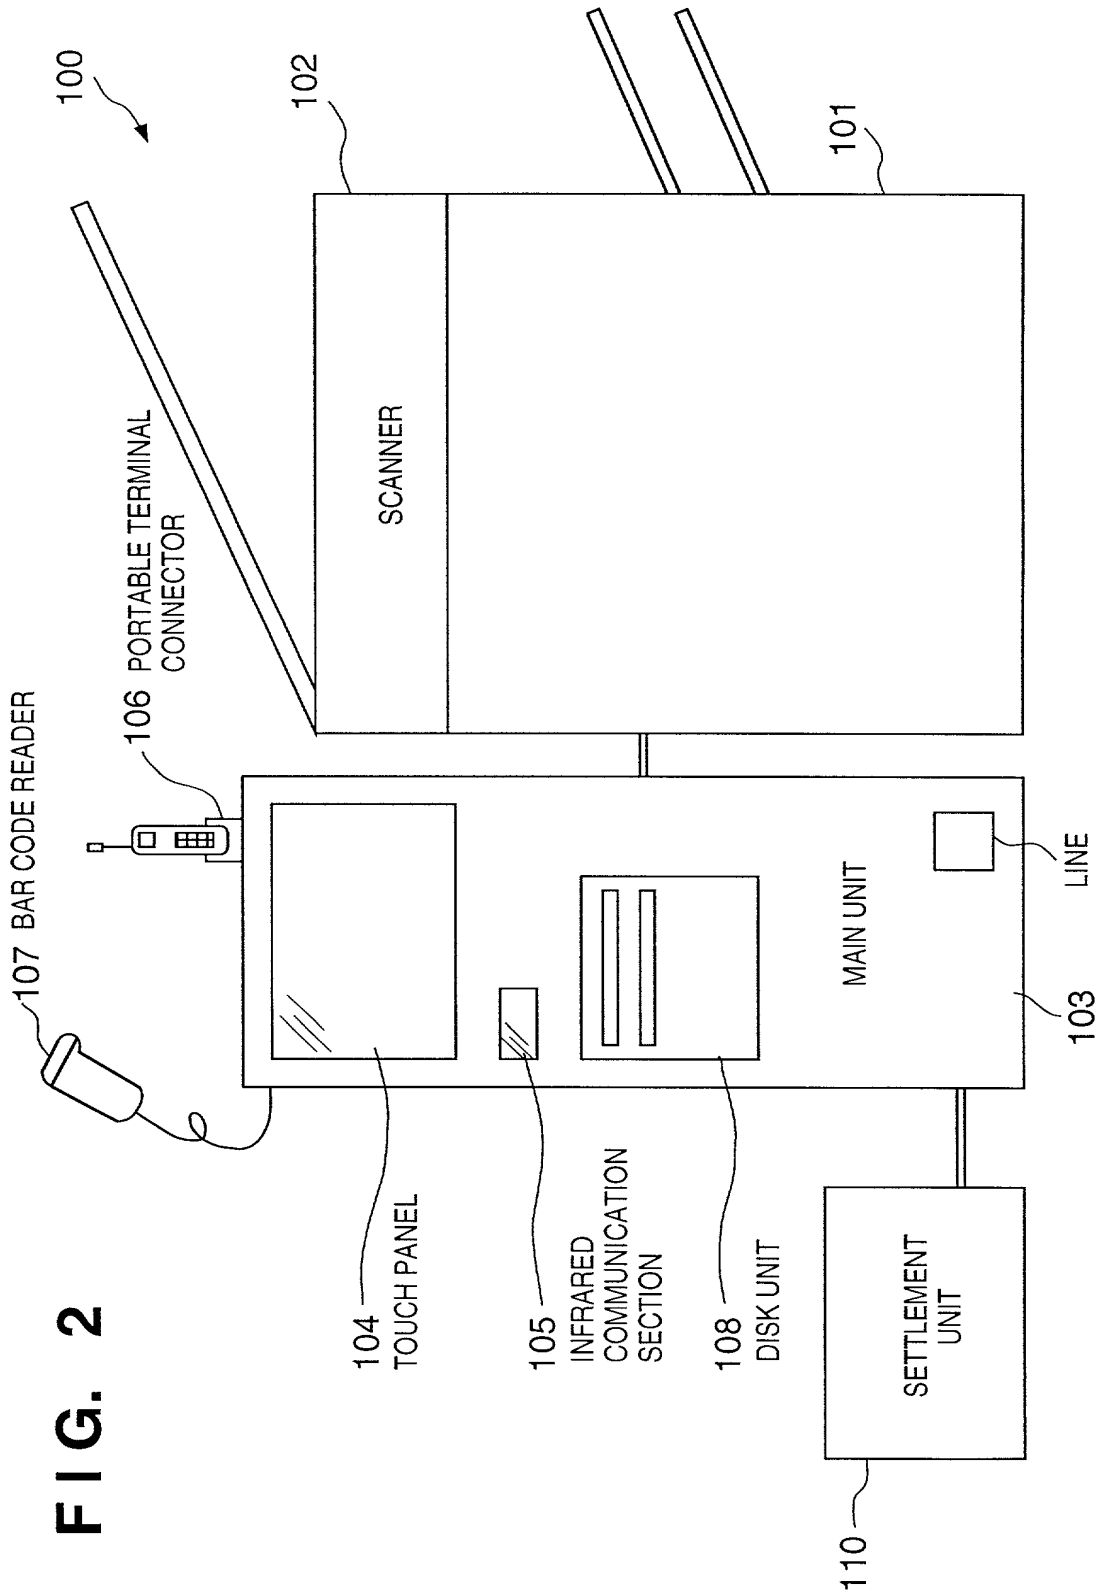 FIG. 2
100
107 BAR CODE READER
106 PORTABLE TERMINAL
CONNECTOR
102
SCANNER
101
104
TOUCH PANEL
105
INFRARED
COMMUNICATION
SECTION
108
DISK UNIT
MAIN UNIT
LINE
103
SETTLEMENT
UNIT
110